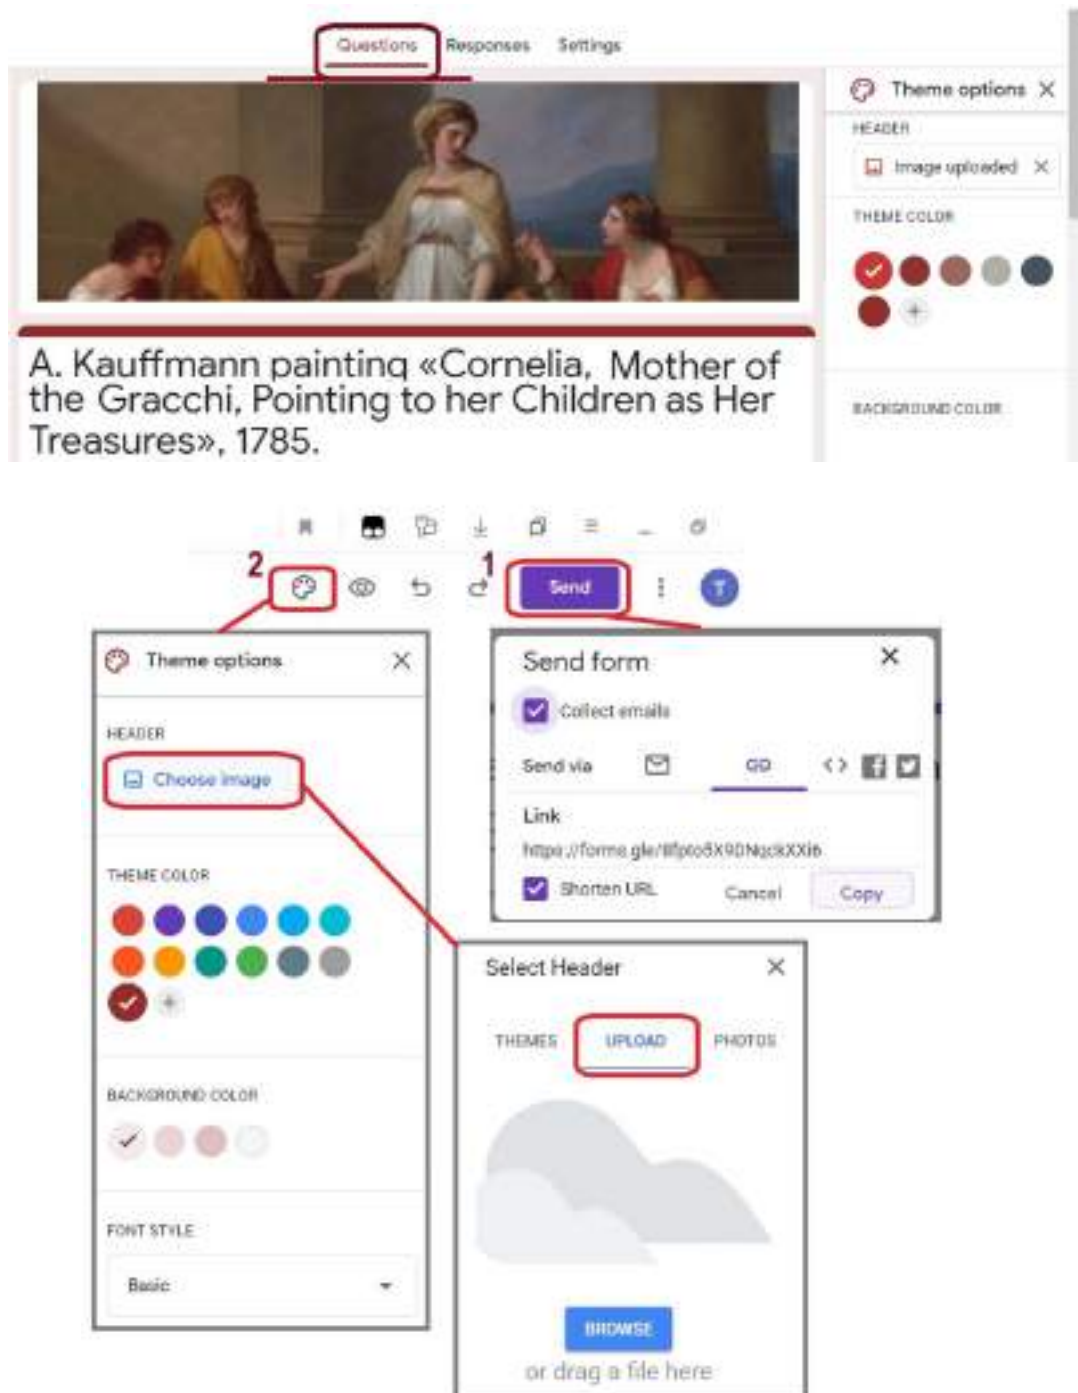 Questions Responses Settings
Theme options
HEADER
Image uploaded
THEME COLOR
BACKGROUND COLOR
A. Kauffmann painting «Cornelia, Mother of
the Gracchi, Pointing to her Children as Her
Treasures», 1785.
2
1
Send
T
Theme options
HEADER
Choose image
THEME COLOR
BACKGROUND COLOR
FONT STYLE
Basic
Send form
Collect emails
Send via
Link
Shorten URL Cancel Copy
Select Header
THEMES UPLOAD PHOTOS
BROWSE
or drag a file here